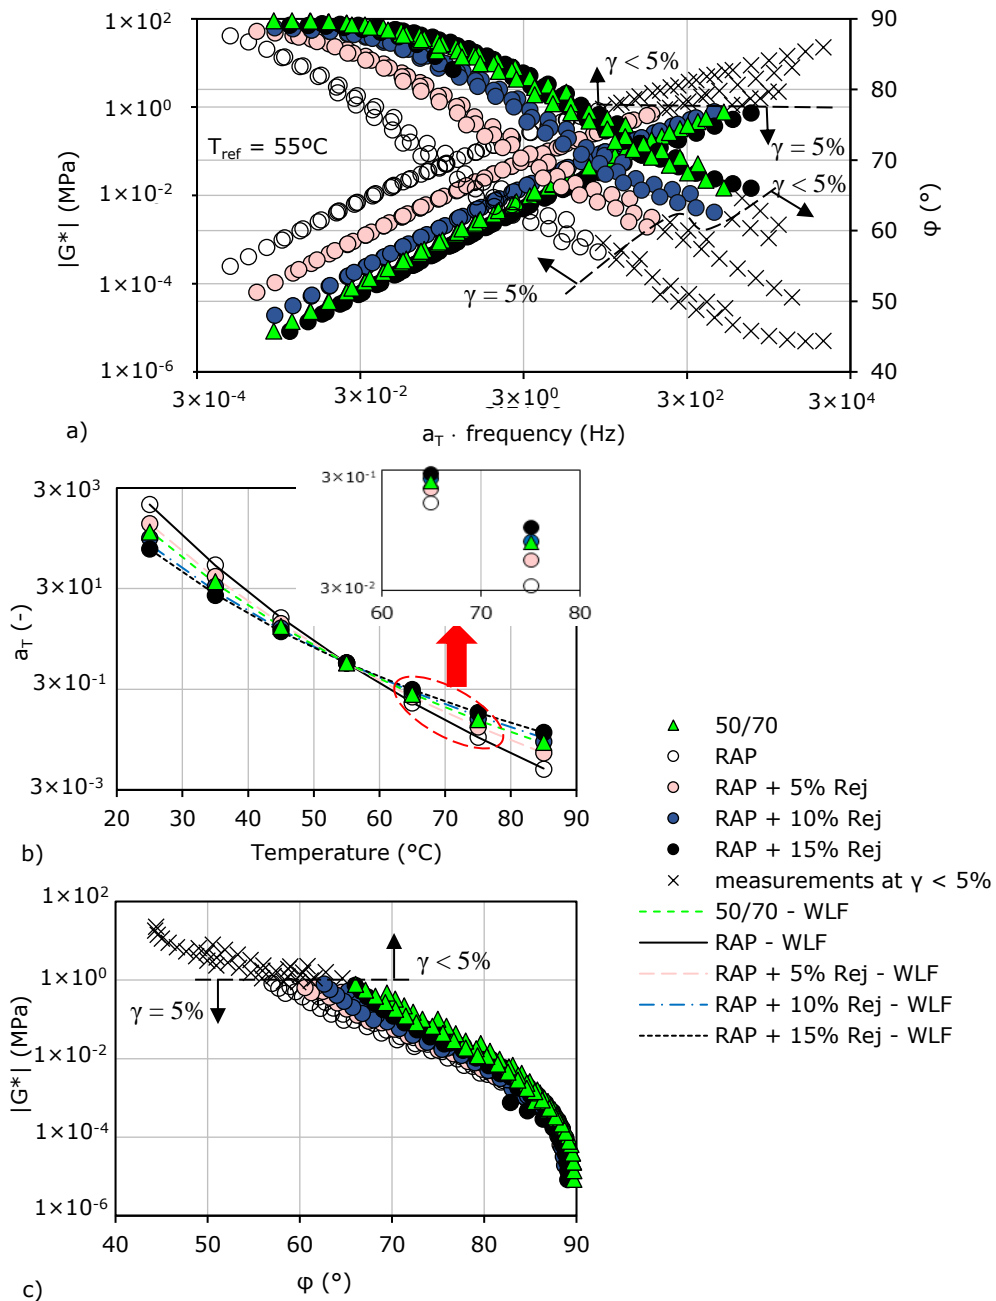 1×10²
1×10⁰
1×10⁻²
1×10⁻⁴
1×10⁻⁶
|G*| (MPa)
90
80
70
60
50
40
φ (°)
γ < 5%
γ = 5%
γ < 5%
γ = 5%
T_ref = 55ºC
3×10⁻⁴
3×10⁻²
3×10⁰
3×10²
3×10⁴
a)
a_T · frequency (Hz)
3×10³
3×10¹
3×10⁻¹
3×10⁻³
a_T (-)
3×10⁻¹
3×10⁻²
60
70
80
20
30
40
50
60
70
80
90
b)
Temperature (°C)
50/70
RAP
RAP + 5% Rej
RAP + 10% Rej
RAP + 15% Rej
measurements at γ < 5%
50/70 - WLF
RAP - WLF
RAP + 5% Rej - WLF
RAP + 10% Rej - WLF
RAP + 15% Rej - WLF
1×10²
1×10⁰
1×10⁻²
1×10⁻⁴
1×10⁻⁶
|G*| (MPa)
γ < 5%
γ = 5%
40
50
60
70
80
90
c)
φ (°)